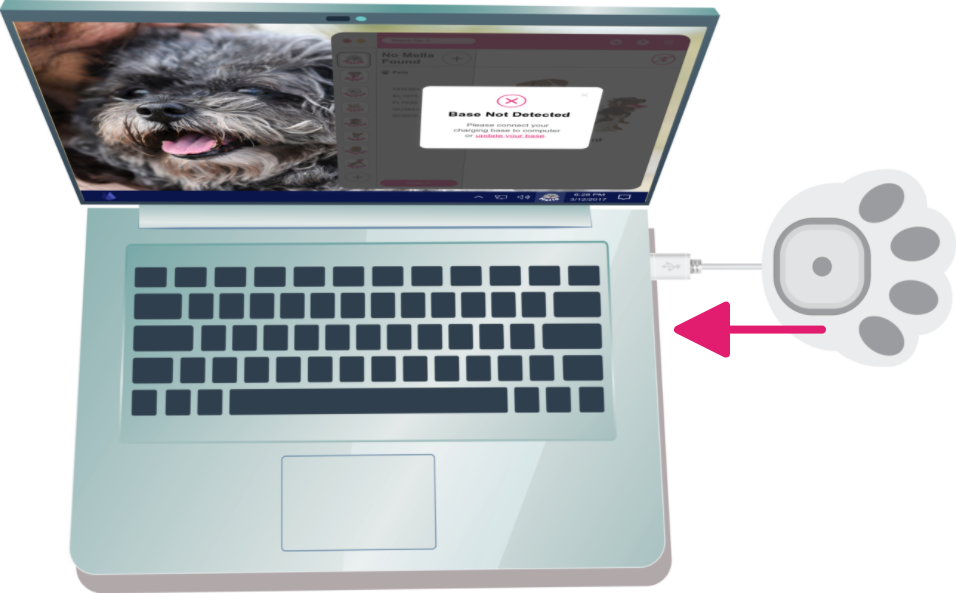 No Mella
Found
Base Not Detected
Please connect your
charging base to computer
or update your base.
6:28 PM
3/12/2017